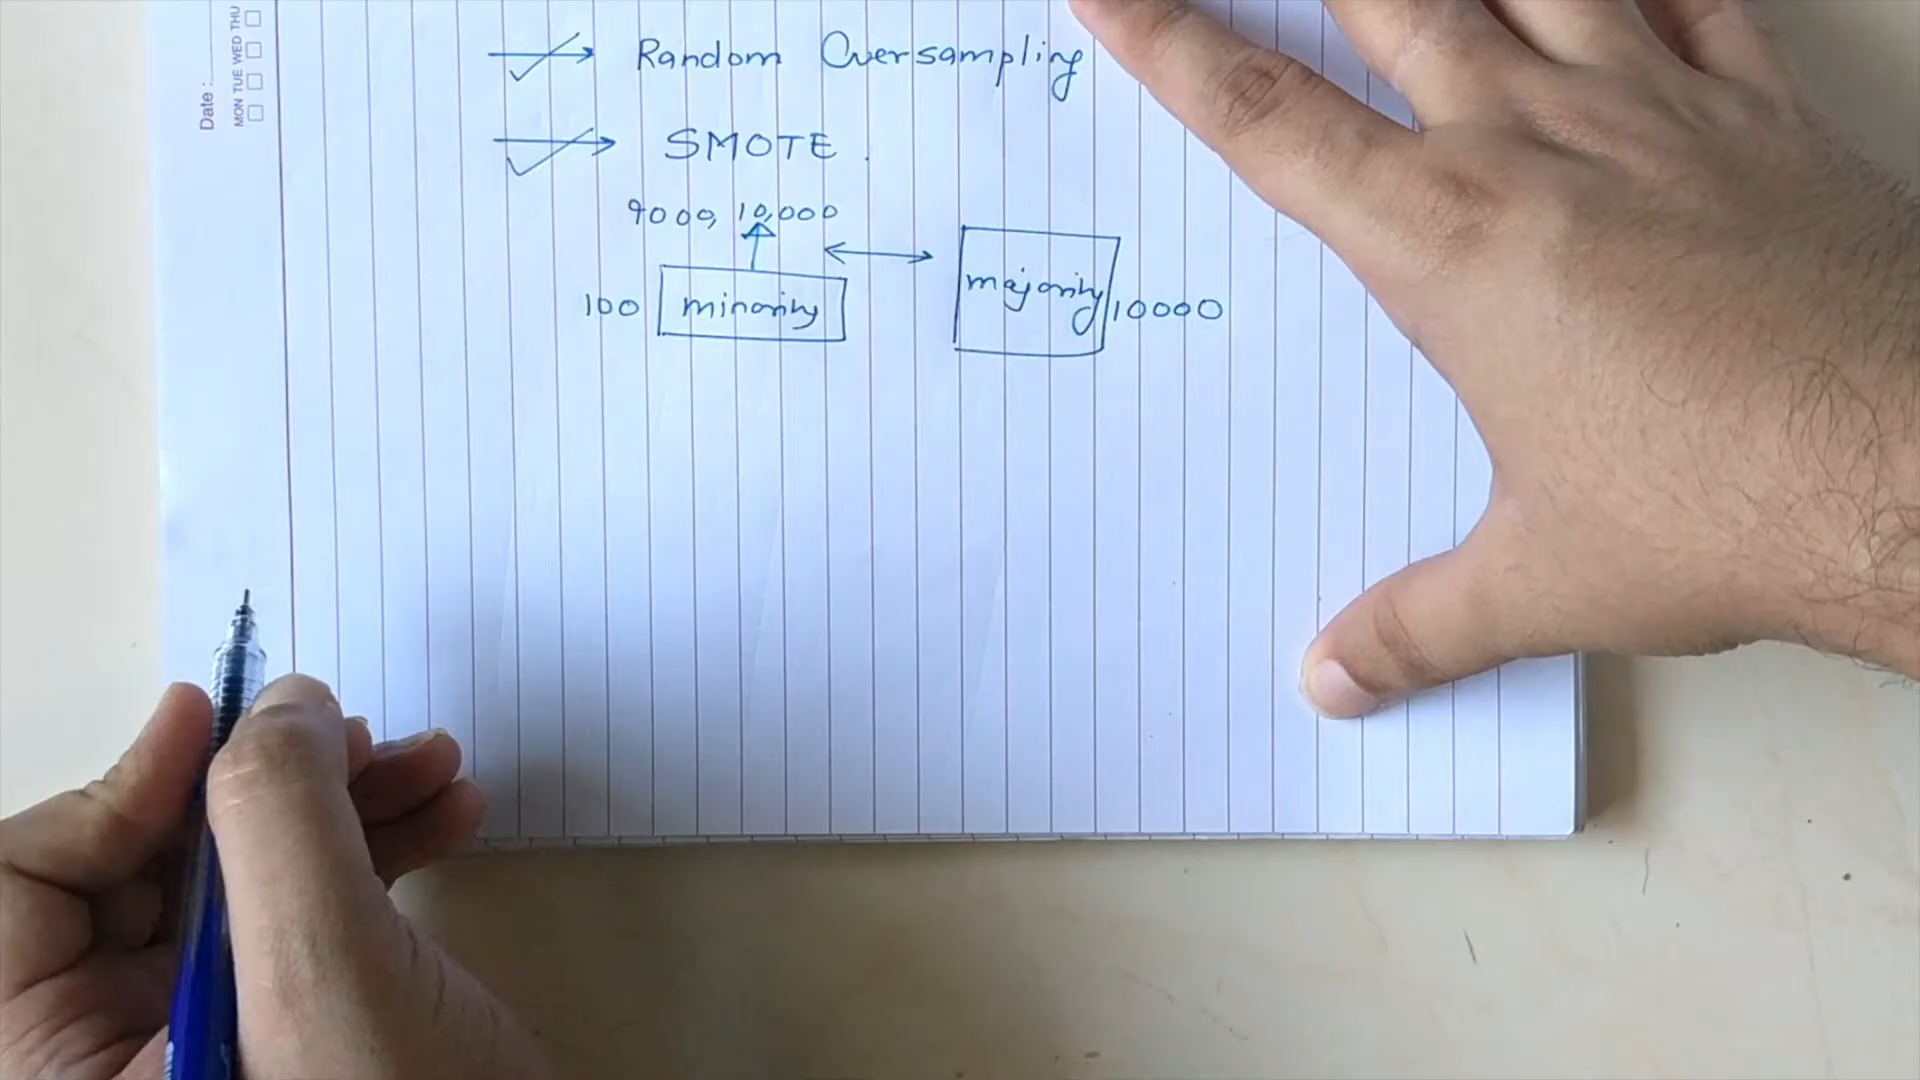 Date :
MON TUE WED THU
Random Oversampling
SMOTE .
9000, 10,000
100 minority
majority 10000